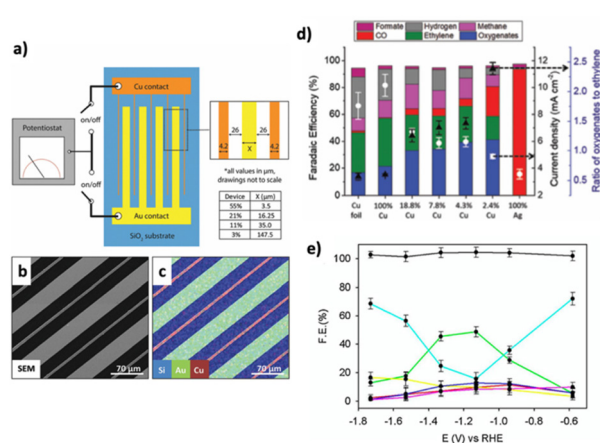 a)
Cu contact
on/off
Potentiostat
on/off
Au contact
SiO2 substrate
26
26
4.2
X
4.2
*all values in µm,
drawings not to scale
Device X (µm)
55% 3.5
21% 16.25
11% 35.0
3% 147.5
b
SEM
70 µm
c
Si Au Cu
70 µm
d)
Formate Hydrogen Methane
CO Ethylene Oxygenates
Faradaic Efficiency (%)
100
80
60
40
20
0
Cu foil
100% Cu
18.8% Cu
7.8% Cu
4.3% Cu
2.4% Cu
100% Ag
12
10
8
6
4
2
Current density (mA cm-2)
2.5
2.0
1.5
1.0
0.5
0.0
Ratio of oxygenates to ethylene
e)
F.E.(%)
100
80
60
40
20
0
-1.8 -1.6 -1.4 -1.2 -1.0 -0.8 -0.6
E (V) vs RHE